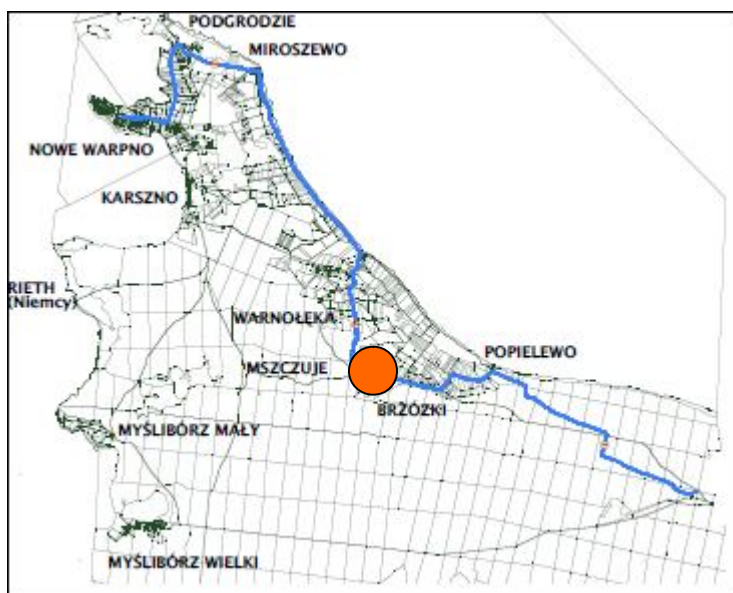 PODGRODZIE
MIROSZEWO
NOWE WARPNO
KARSZNO
RIETH
(Niemcy)
WARNOŁĘKA
MSZCZUJE
POPIELEWO
BRZÓZKI
MYŚLIBÓRZ MAŁY
MYŚLIBÓRZ WIELKI